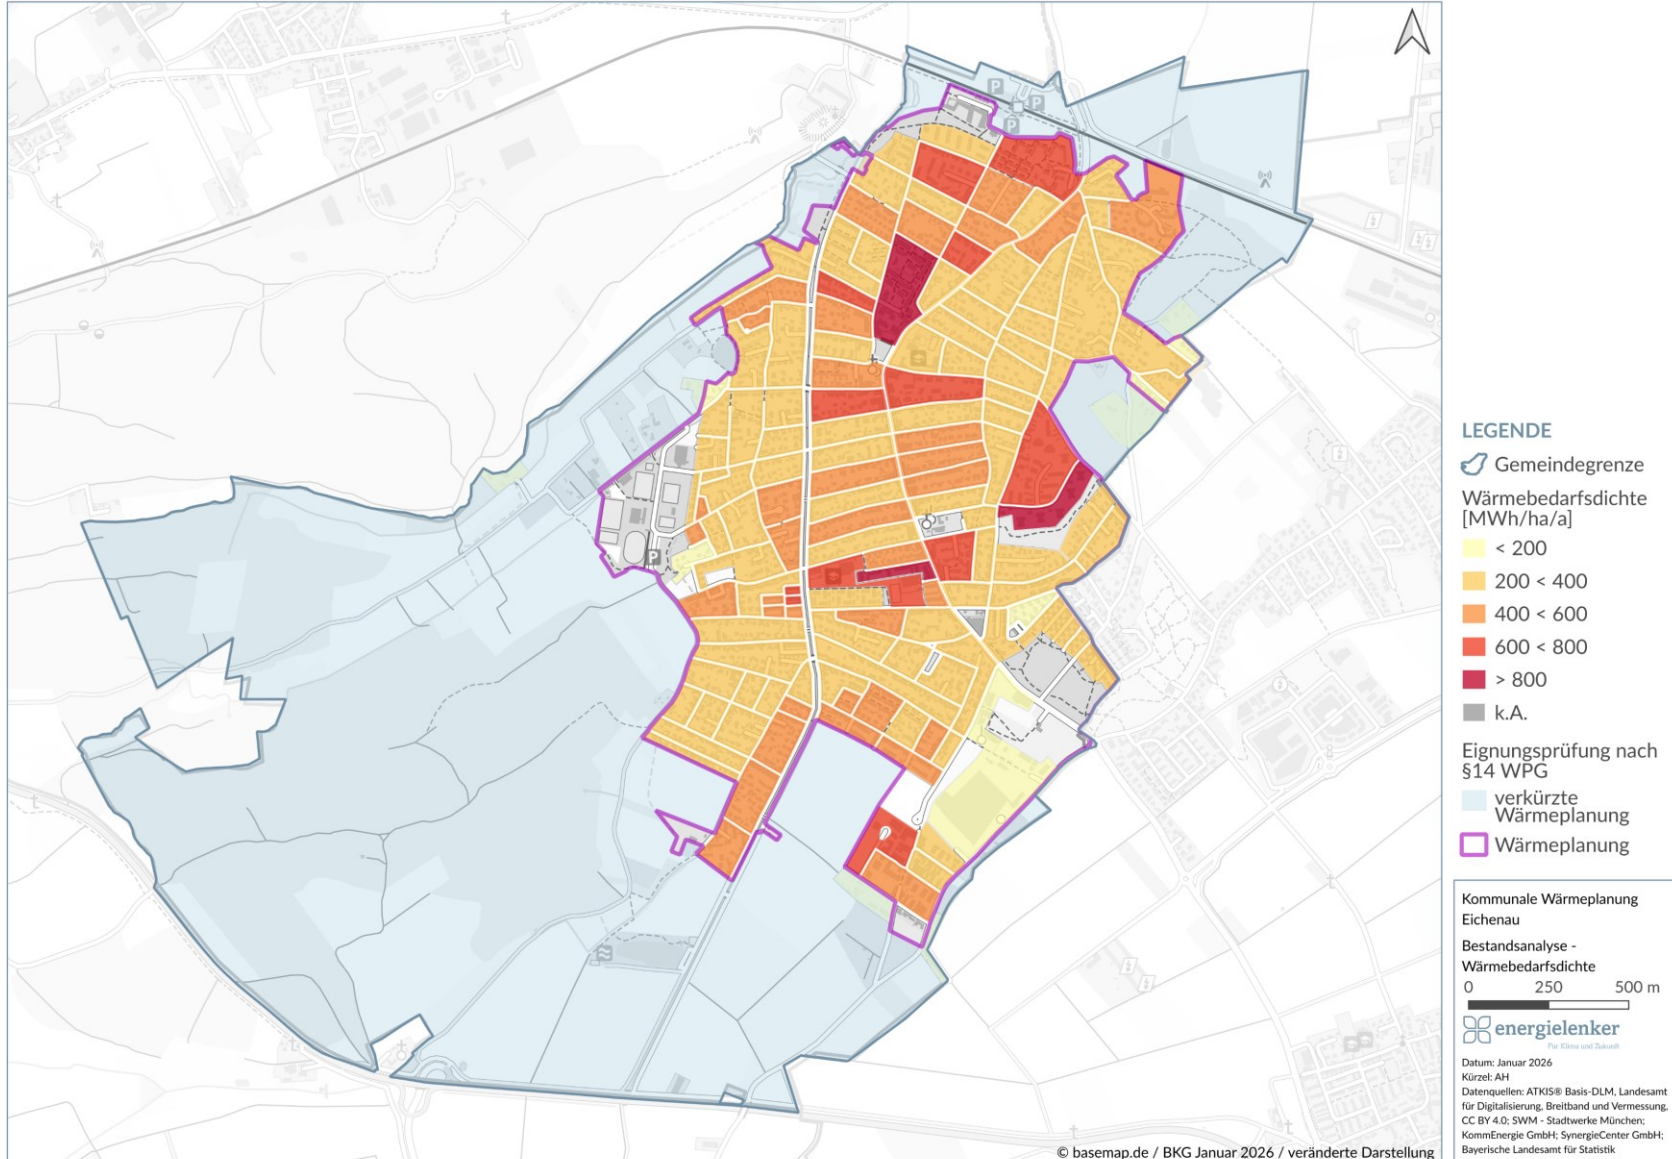 LEGENDE
Gemeindegrenze
Wärmebedarfsdichte
[MWh/ha/a]
< 200
200 < 400
400 < 600
600 < 800
> 800
k.A.
Eignungsprüfung nach
§14 WPG
verkürzte
Wärmeplanung
Wärmeplanung
Kommunale Wärmeplanung
Eichenau
Bestandsanalyse -
Wärmebedarfsdichte
0 250 500 m
energielenker
Für Klima und Zukunft
Datum: Januar 2026
Kürzel: AH
Datenquellen: ATKIS® Basis-DLM, Landesamt
für Digitalisierung, Breitband und Vermessung,
CC BY 4.0; SWM - Stadtwerke München;
KommEnergie GmbH; SynergieCenter GmbH;
Bayerische Landesamt für Statistik
© basemap.de / BKG Januar 2026 / veränderte Darstellung
P
P
P
P